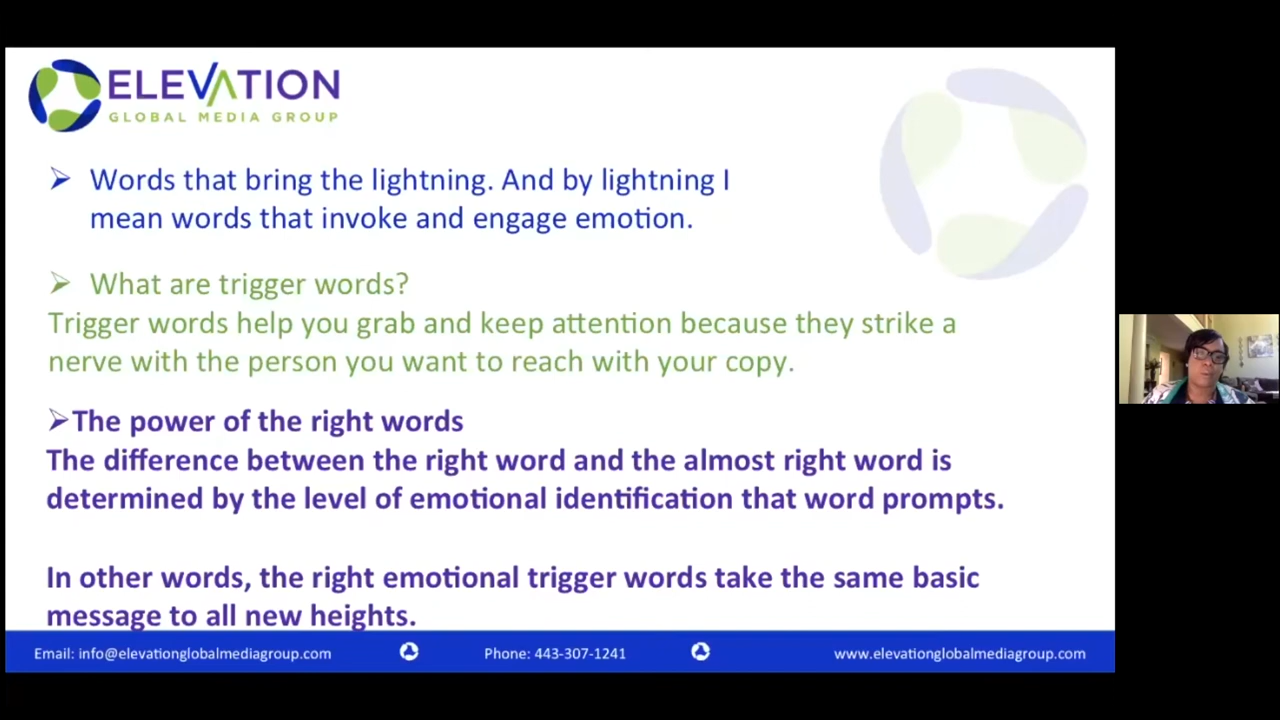 ELEVATION
GLOBAL MEDIA GROUP
➢ Words that bring the lightning. And by lightning I
mean words that invoke and engage emotion.
➢ What are trigger words?
Trigger words help you grab and keep attention because they strike a
nerve with the person you want to reach with your copy.
➢The power of the right words
The difference between the right word and the almost right word is
determined by the level of emotional identification that word prompts.
In other words, the right emotional trigger words take the same basic
message to all new heights.
Email: info@elevationglobalmediagroup.com Phone: 443-307-1241 www.elevationglobalmediagroup.com